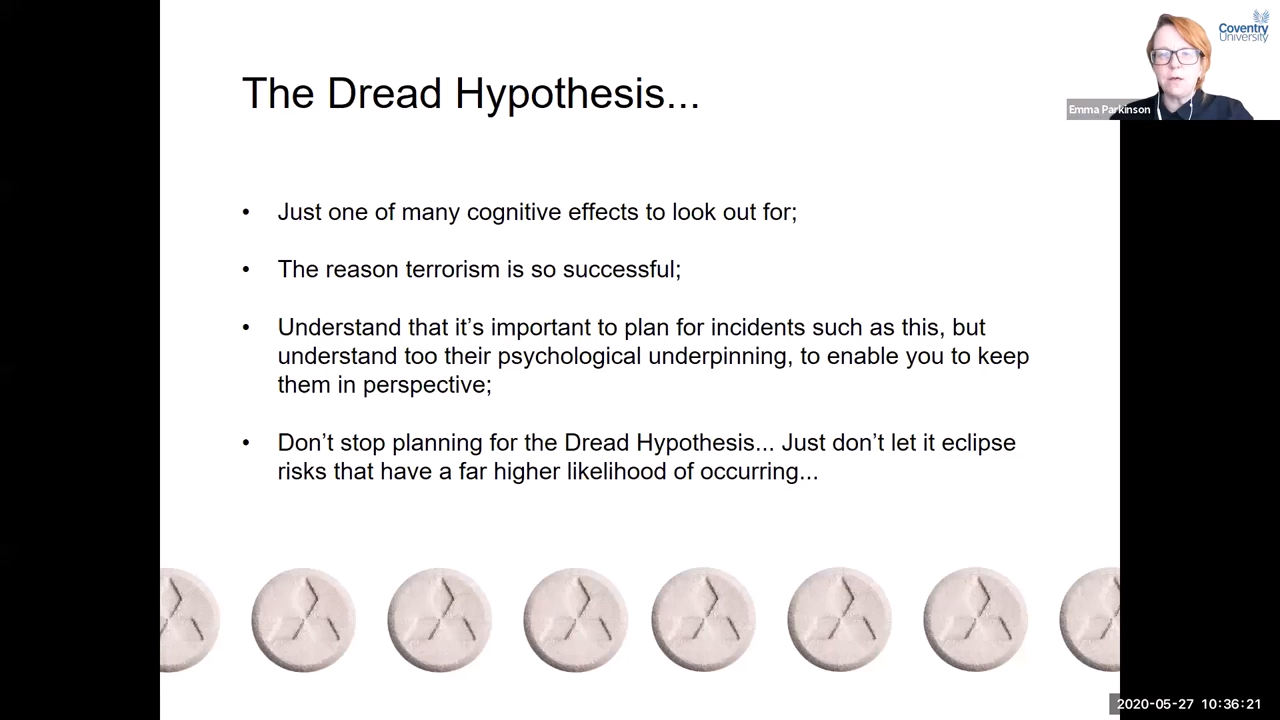 Coventry
University
The Dread Hypothesis...
Emma Parkinson
• Just one of many cognitive effects to look out for;
• The reason terrorism is so successful;
• Understand that it’s important to plan for incidents such as this, but
understand too their psychological underpinning, to enable you to keep
them in perspective;
• Don’t stop planning for the Dread Hypothesis... Just don’t let it eclipse
risks that have a far higher likelihood of occurring...
2020-05-27 10:36:21